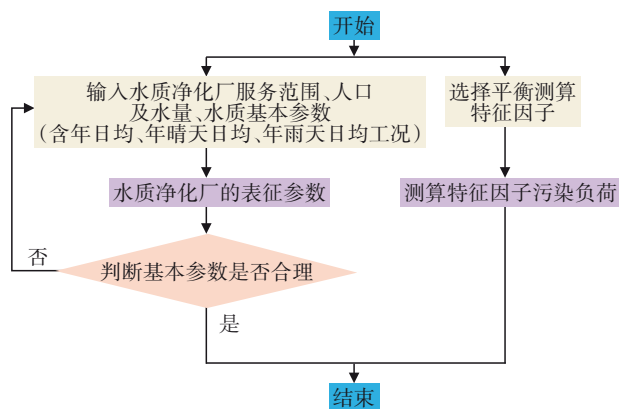 开始
输入水质净化厂服务范围、人口
及水量、水质基本参数
(含年日均、年晴天日均、年雨天日均工况)
选择平衡测算
特征因子
水质净化厂的表征参数
测算特征因子污染负荷
否
判断基本参数是否合理
是
结束